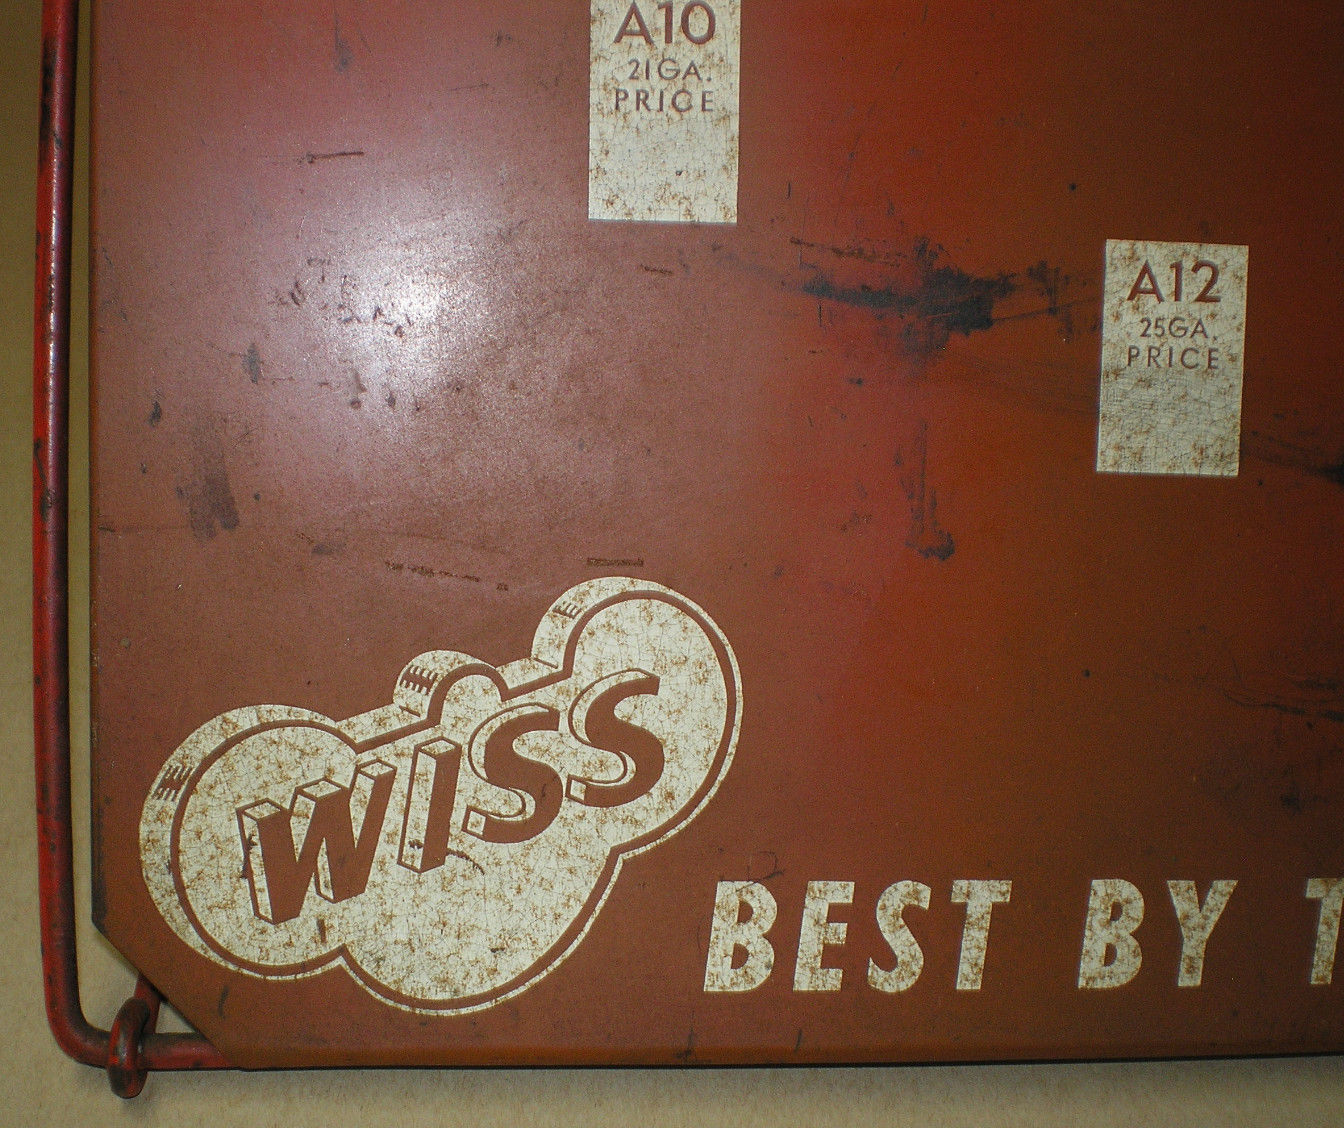 A10
21GA.
PRICE
A12
25GA.
PRICE
WISS
BEST BY T